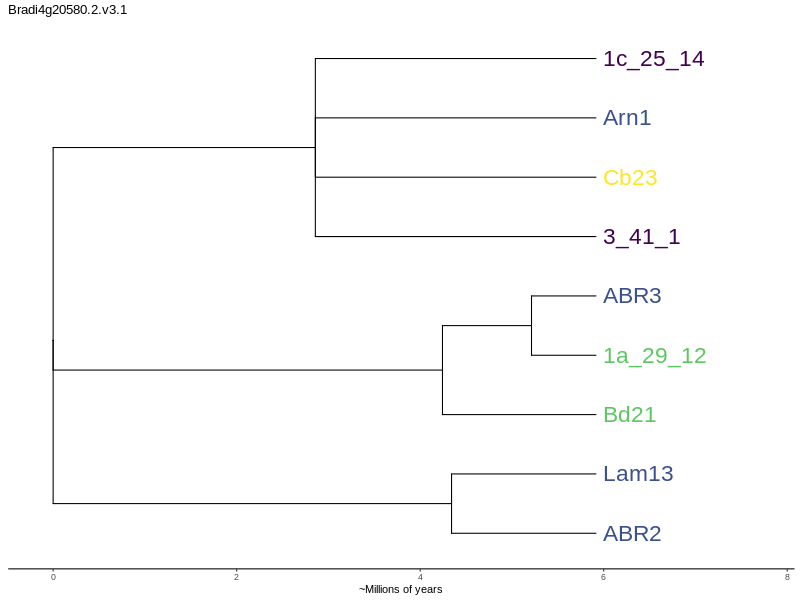 Bradi4g20580.2.v3.1
1c_25_14
Arn1
Cb23
3_41_1
ABR3
1a_29_12
Bd21
Lam13
ABR2
0 2 4 6 8
~Millions of years